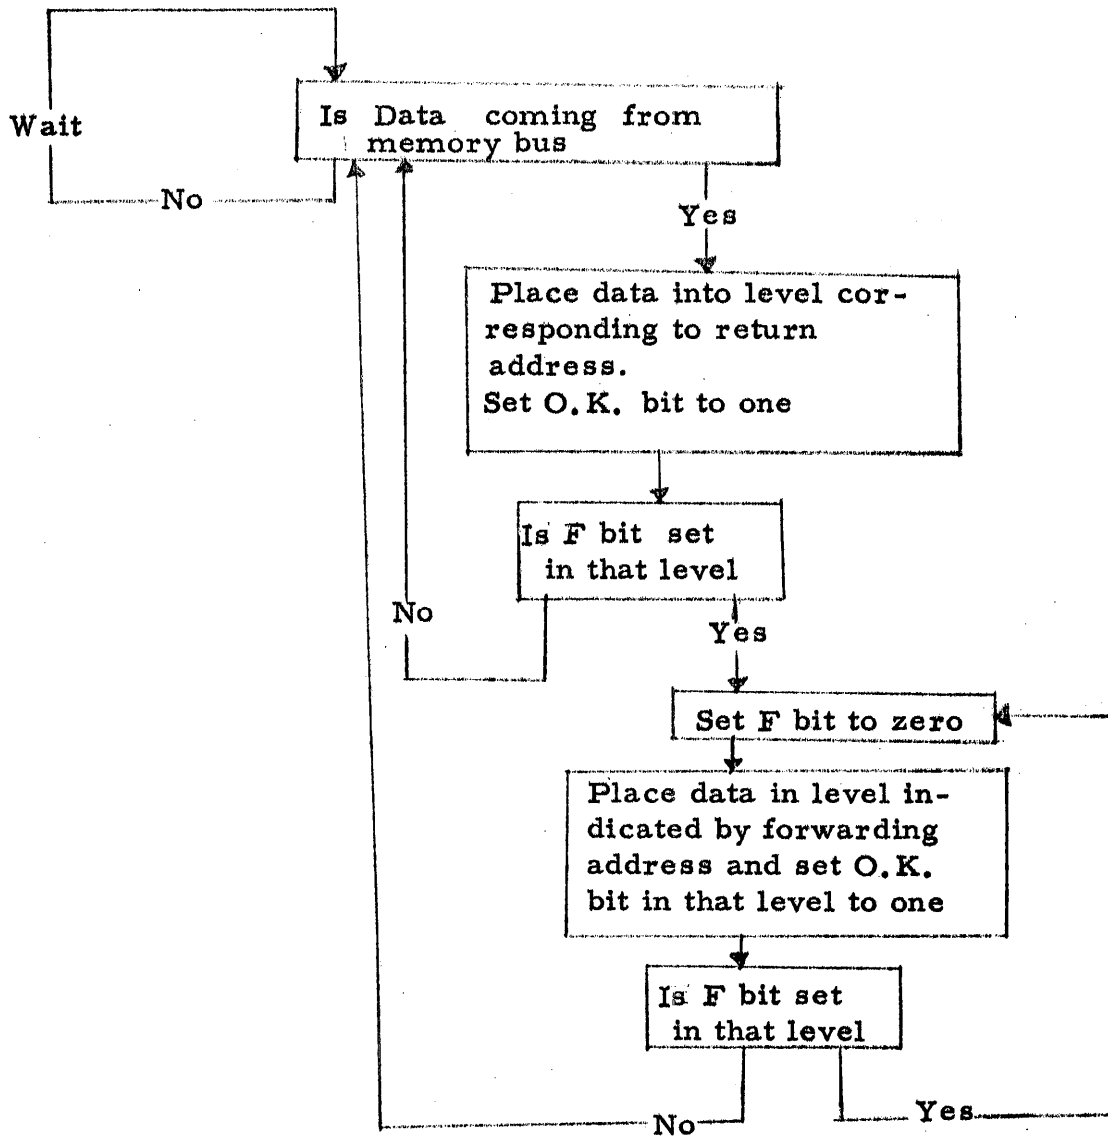 Is Data coming from
memory bus
Wait
No
Yes
Place data into level cor-
responding to return
address.
Set O.K. bit to one
Is F bit set
in that level
No
Yes
Set F bit to zero
Place data in level in-
dicated by forwarding
address and set O.K.
bit in that level to one
Is F bit set
in that level
No
Yes